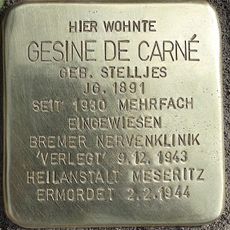 HIER WOHNTE
GESINE DE CARNÉ
GEB. STELLJES
JG. 1891
SEIT 1930 MEHRFACH
EINGEWIESEN
BREMER NERVENKLINIK
'VERLEGT' 9.12.1943
HEILANSTALT MESERITZ
ERMORDET 2.2.1944